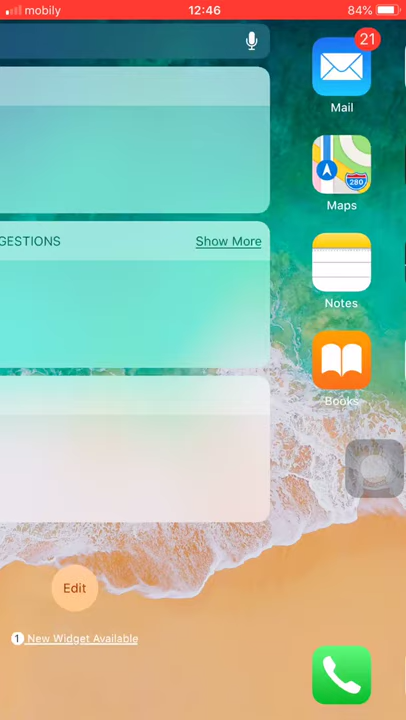 mobily 12:46 84%
21
Mail
280
Maps
GESTIONS Show More
Notes
Books
Edit
1 New Widget Available